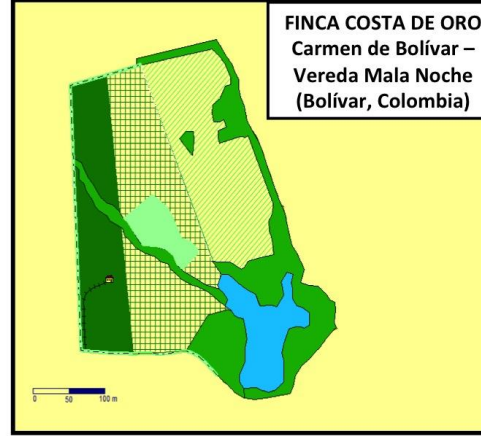 FINCA COSTA DE ORO
Carmen de Bolívar –
Vereda Mala Noche
(Bolívar, Colombia)
0 50 100 m